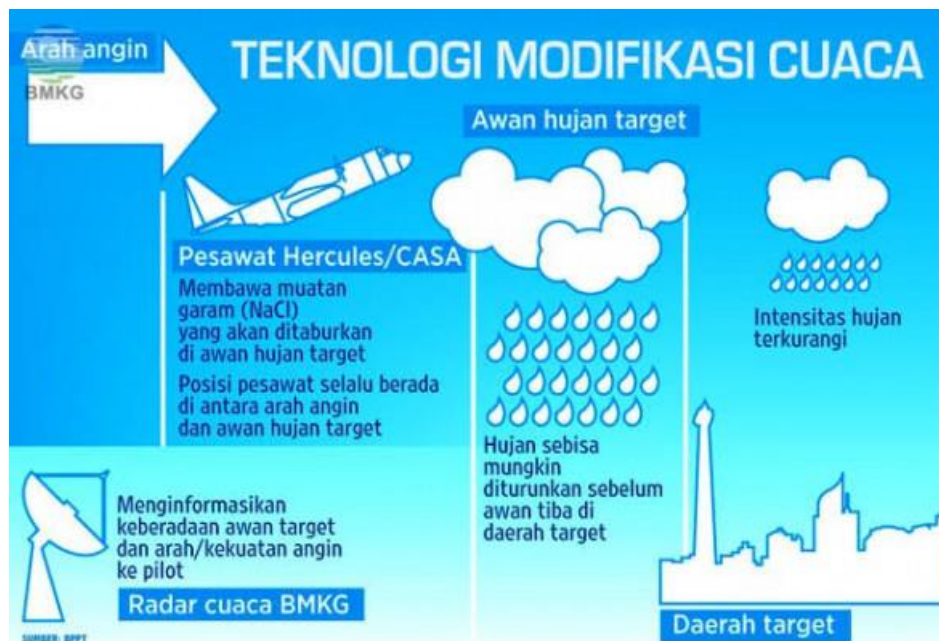 Arah angin
BMKG
TEKNOLOGI MODIFIKASI CUACA
Awan hujan target
Pesawat Hercules/CASA
Membawa muatan
garam (NaCl)
yang akan ditaburkan
di awan hujan target
Posisi pesawat selalu berada
di antara arah angin
dan awan hujan target
Intensitas hujan
terkurangi
Hujan sebisa
mungkin
diturunkan sebelum
awan tiba di
daerah target
Menginformasikan
keberadaan awan target
dan arah/kekuatan angin
ke pilot
Radar cuaca BMKG
Daerah target
SUMBER: BPPT